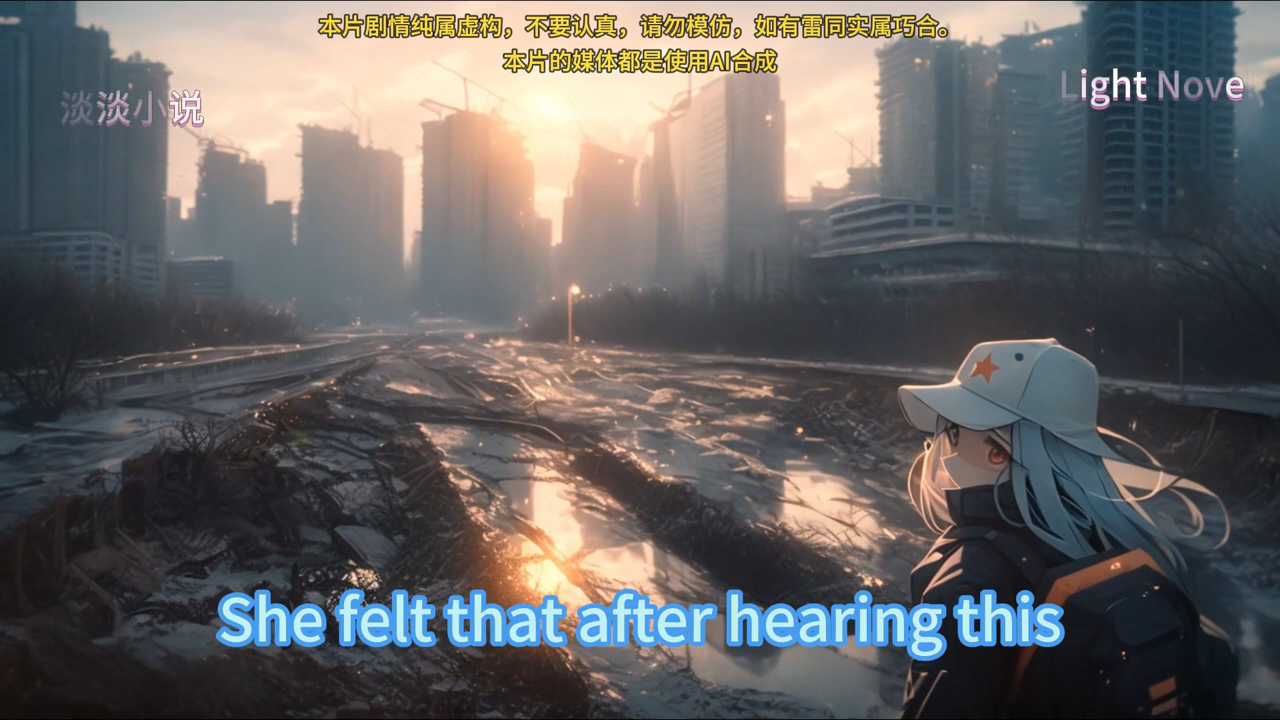 本片剧情纯属虚构，不要认真，请勿模仿，如有雷同实属巧合。
本片的媒体都是使用AI合成
淡淡小说
Light Novel
She felt that after hearing this